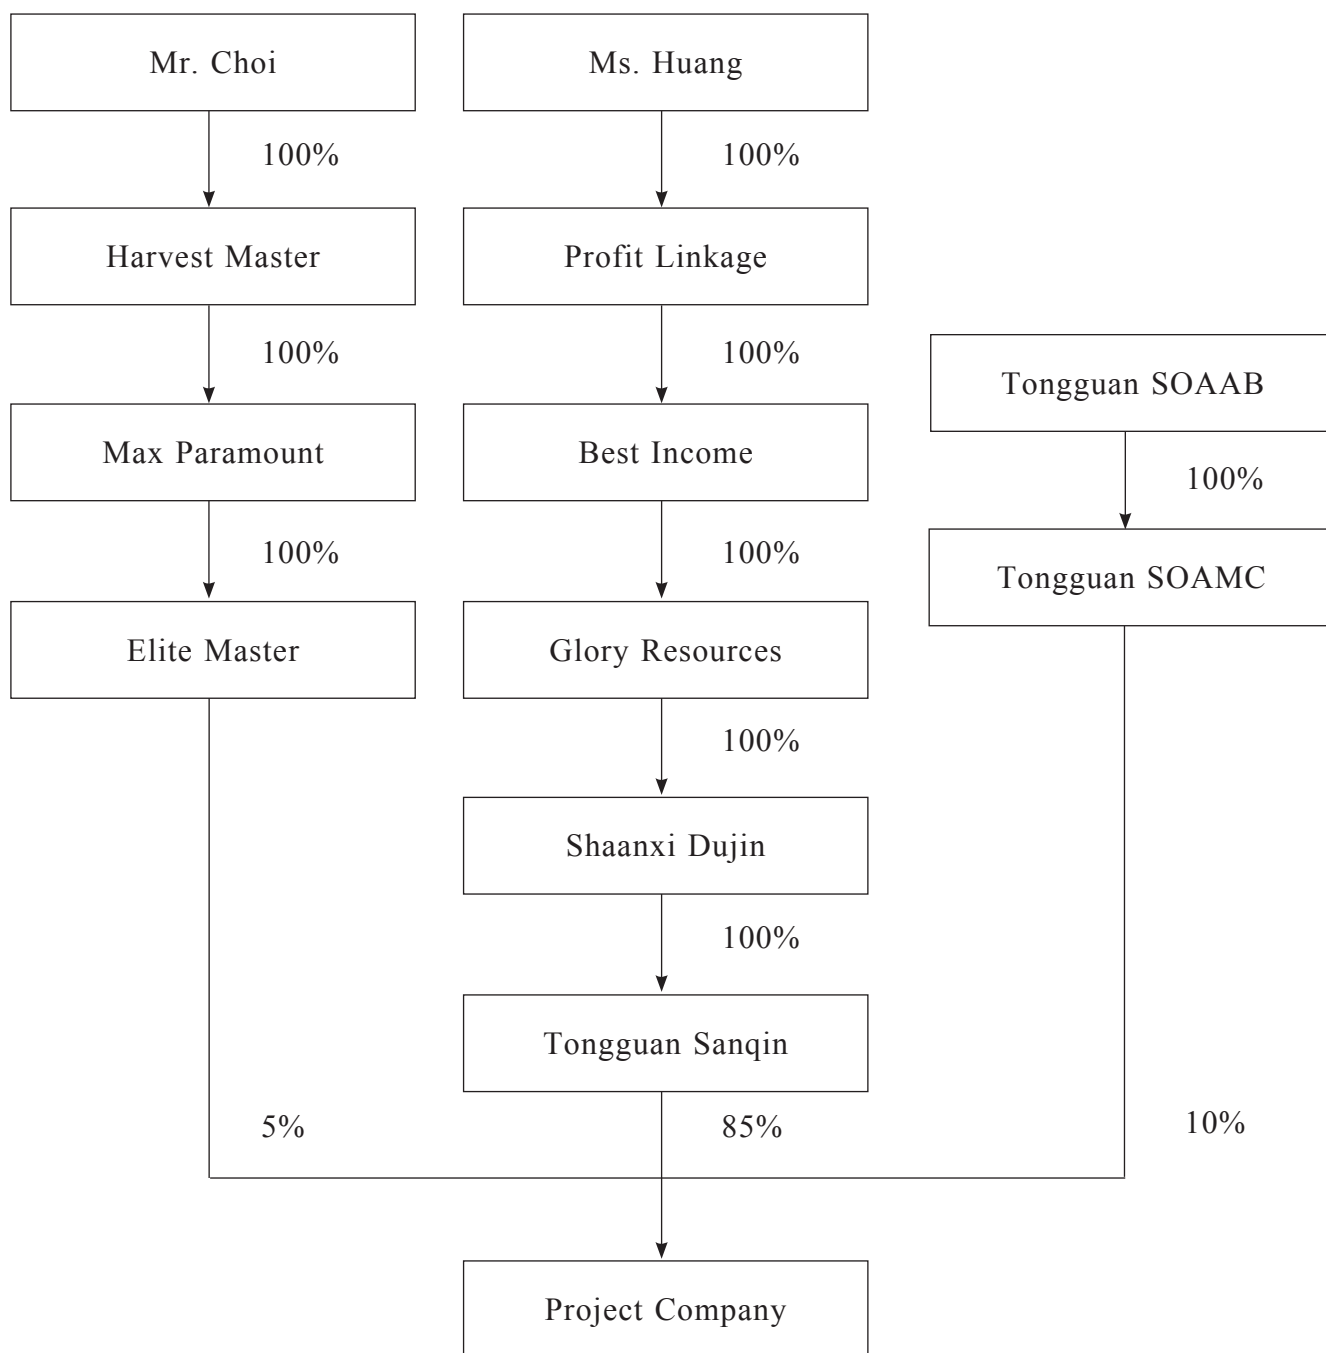 Mr. Choi
Ms. Huang
100%
100%
Harvest Master
Profit Linkage
100%
100%
Tongguan SOAAB
Max Paramount
Best Income
100%
100%
100%
Tongguan SOAMC
Elite Master
Glory Resources
100%
Shaanxi Dujin
100%
Tongguan Sanqin
5%
85%
10%
Project Company